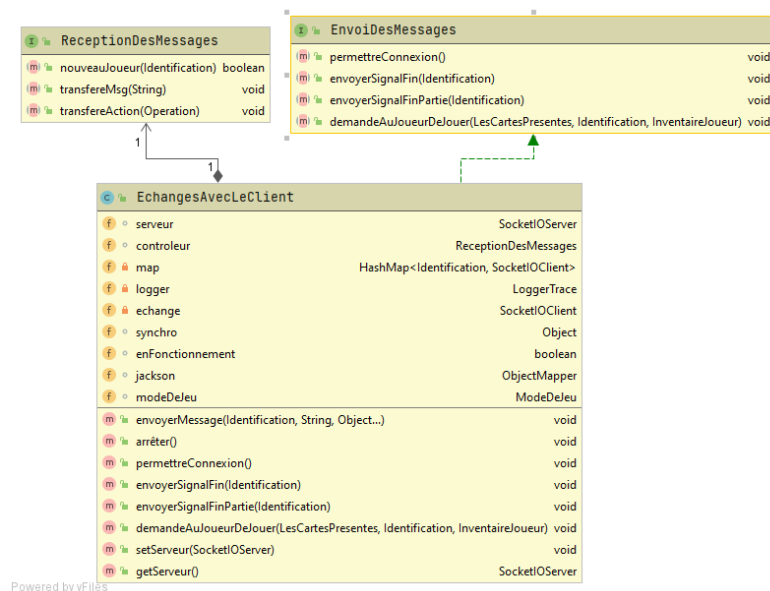 ReceptionDesMessages
nouveauJoueur(Identification) boolean
transfereMsg(String) void
transfereAction(Operation) void
EnvoiDesMessages
permettreConnexion() void
envoyerSignalFin(Identification) void
envoyerSignalFinPartie(Identification) void
demandeAuJoueurDeJouer(LesCartesPresentes, Identification, InventaireJoueur) void
1
1
EchangesAvecLeClient
serveur SocketIOServer
controleur ReceptionDesMessages
map HashMap<Identification, SocketIOClient>
logger LoggerTrace
echange SocketIOClient
synchro Object
enFonctionnement boolean
jackson ObjectMapper
modeDeJeu ModeDeJeu
envoyerMessage(Identification, String, Object...) void
arrêter() void
permettreConnexion() void
envoyerSignalFin(Identification) void
envoyerSignalFinPartie(Identification) void
demandeAuJoueurDeJouer(LesCartesPresentes, Identification, InventaireJoueur) void
setServeur(SocketIOServer) void
getServeur() SocketIOServer
Powered by yFiles